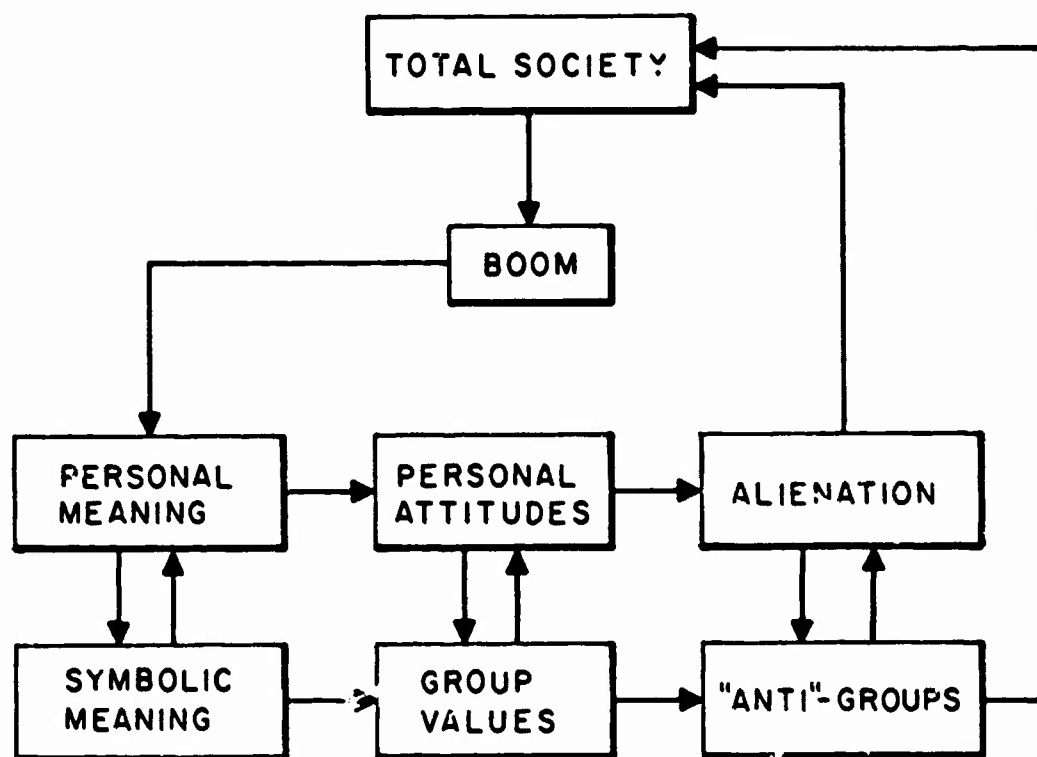 TOTAL SOCIETY
BOOM
PERSONAL
MEANING
PERSONAL
ATTITUDES
ALIENATION
SYMBOLIC
MEANING
GROUP
VALUES
"ANTI"-GROUPS